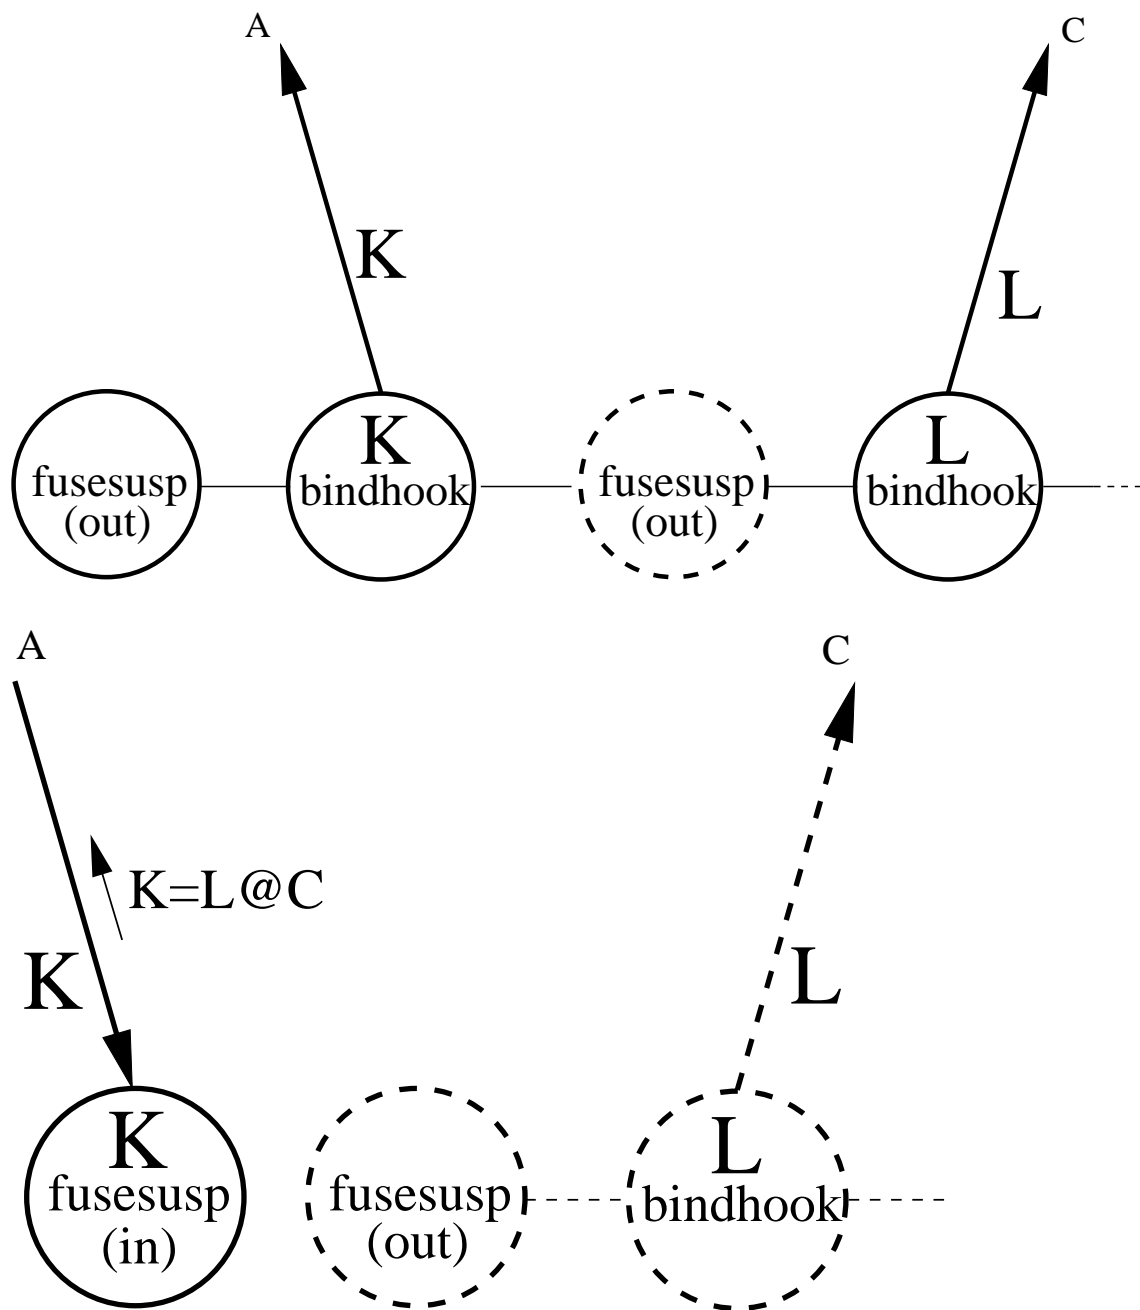 A
C
K
L
fusesusp
(out)
K
bindhook
fusesusp
(out)
L
bindhook
A
C
K=L@C
K
L
K
fusesusp
(in)
fusesusp
(out)
L
bindhook